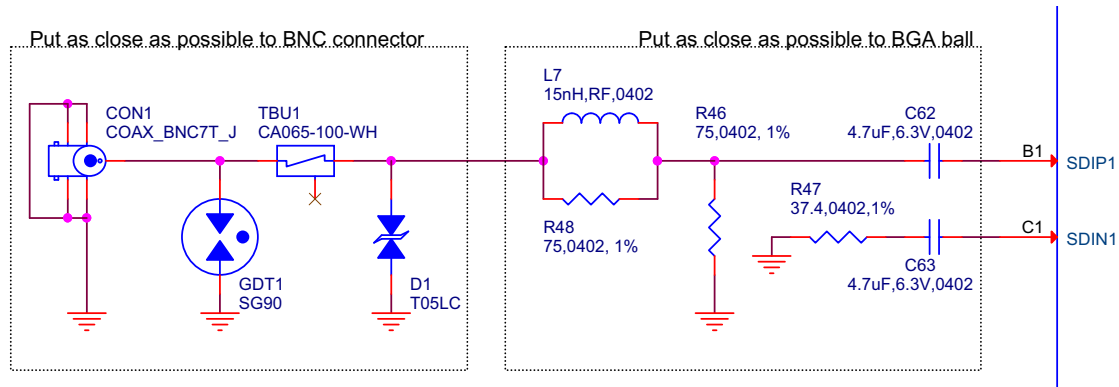 Put as close as possible to BNC connector
Put as close as possible to BGA ball
CON1
COAX_BNC7T_J
TBU1
CA065-100-WH
GDT1
SG90
D1
T05LC
L7
15nH,RF,0402
R48
75,0402, 1%
R46
75,0402, 1%
C62
4.7uF,6.3V,0402
R47
37.4,0402,1%
C63
4.7uF,6.3V,0402
B1
SDIP1
C1
SDIN1